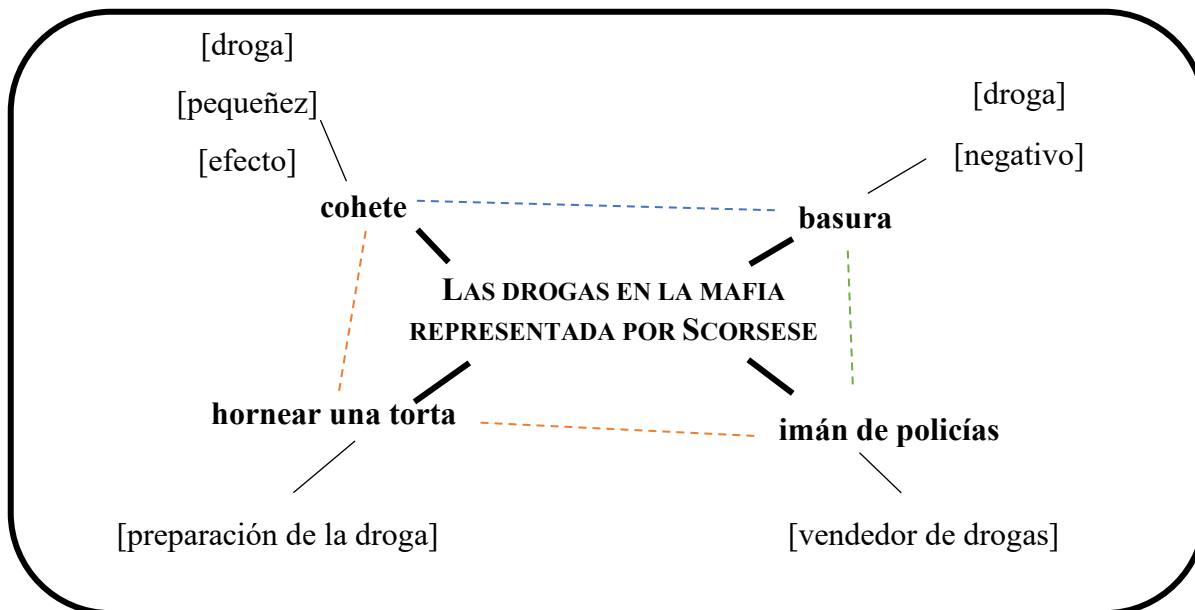 [droga]
[pequeñez]
[efecto]
cohete
[droga]
[negativo]
basura
LAS DROGAS EN LA MAFIA
REPRESENTADA POR SCORSESE
hornear una torta
imán de policías
[preparación de la droga]
[vendedor de drogas]